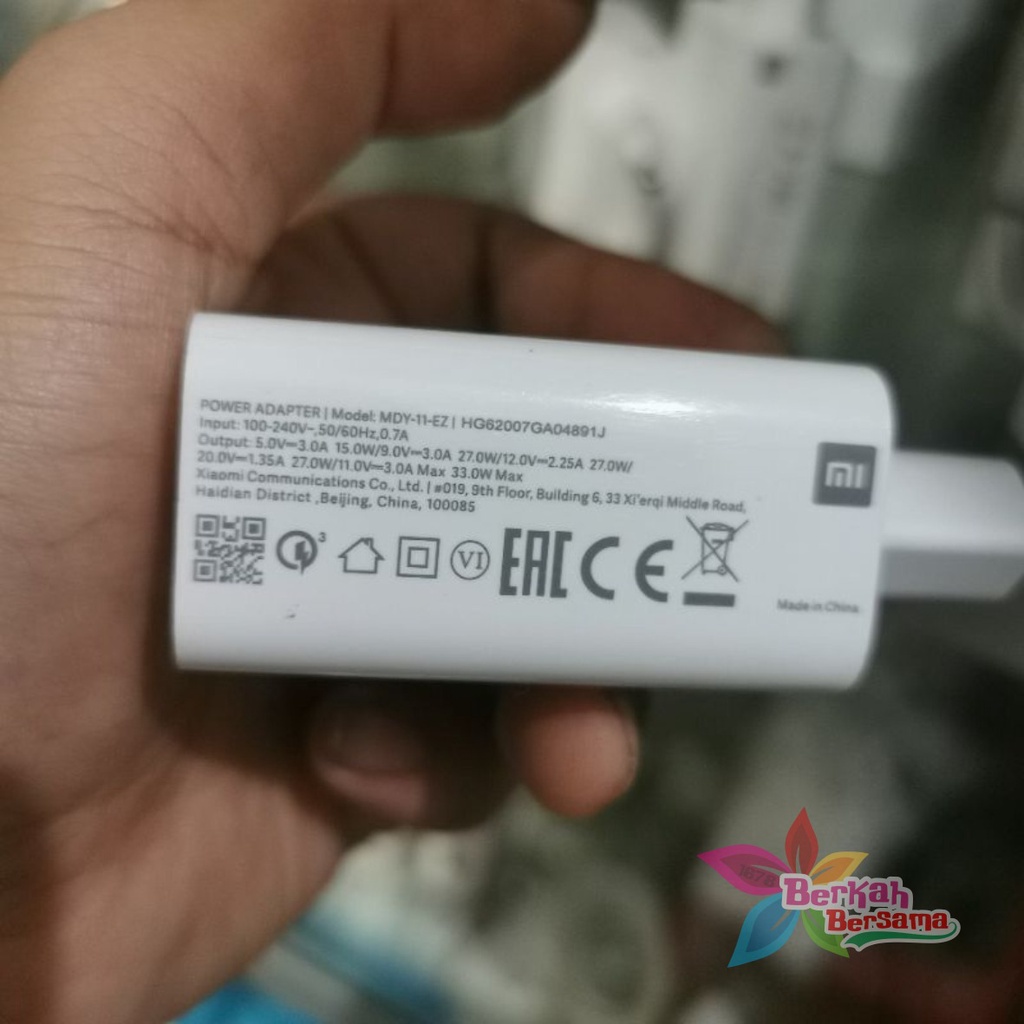 POWER ADAPTER | Model: MDY-11-EZ | HG62007GA04891J
Input: 100-240V~,50/60Hz,0.7A
Output: 5.0V⎓3.0A 15.0W/9.0V⎓3.0A 27.0W/12.0V⎓2.25A 27.0W/
20.0V⎓1.35A 27.0W/11.0V⎓3.0A Max 33.0W Max
Xiaomi Communications Co., Ltd. | #019, 9th Floor, Building 6, 33 Xi'erqi Middle Road,
Haidian District ,Beijing, China, 100085
3
VI
EAC CE
mi
Made in China
1678
Berkah
Bersama